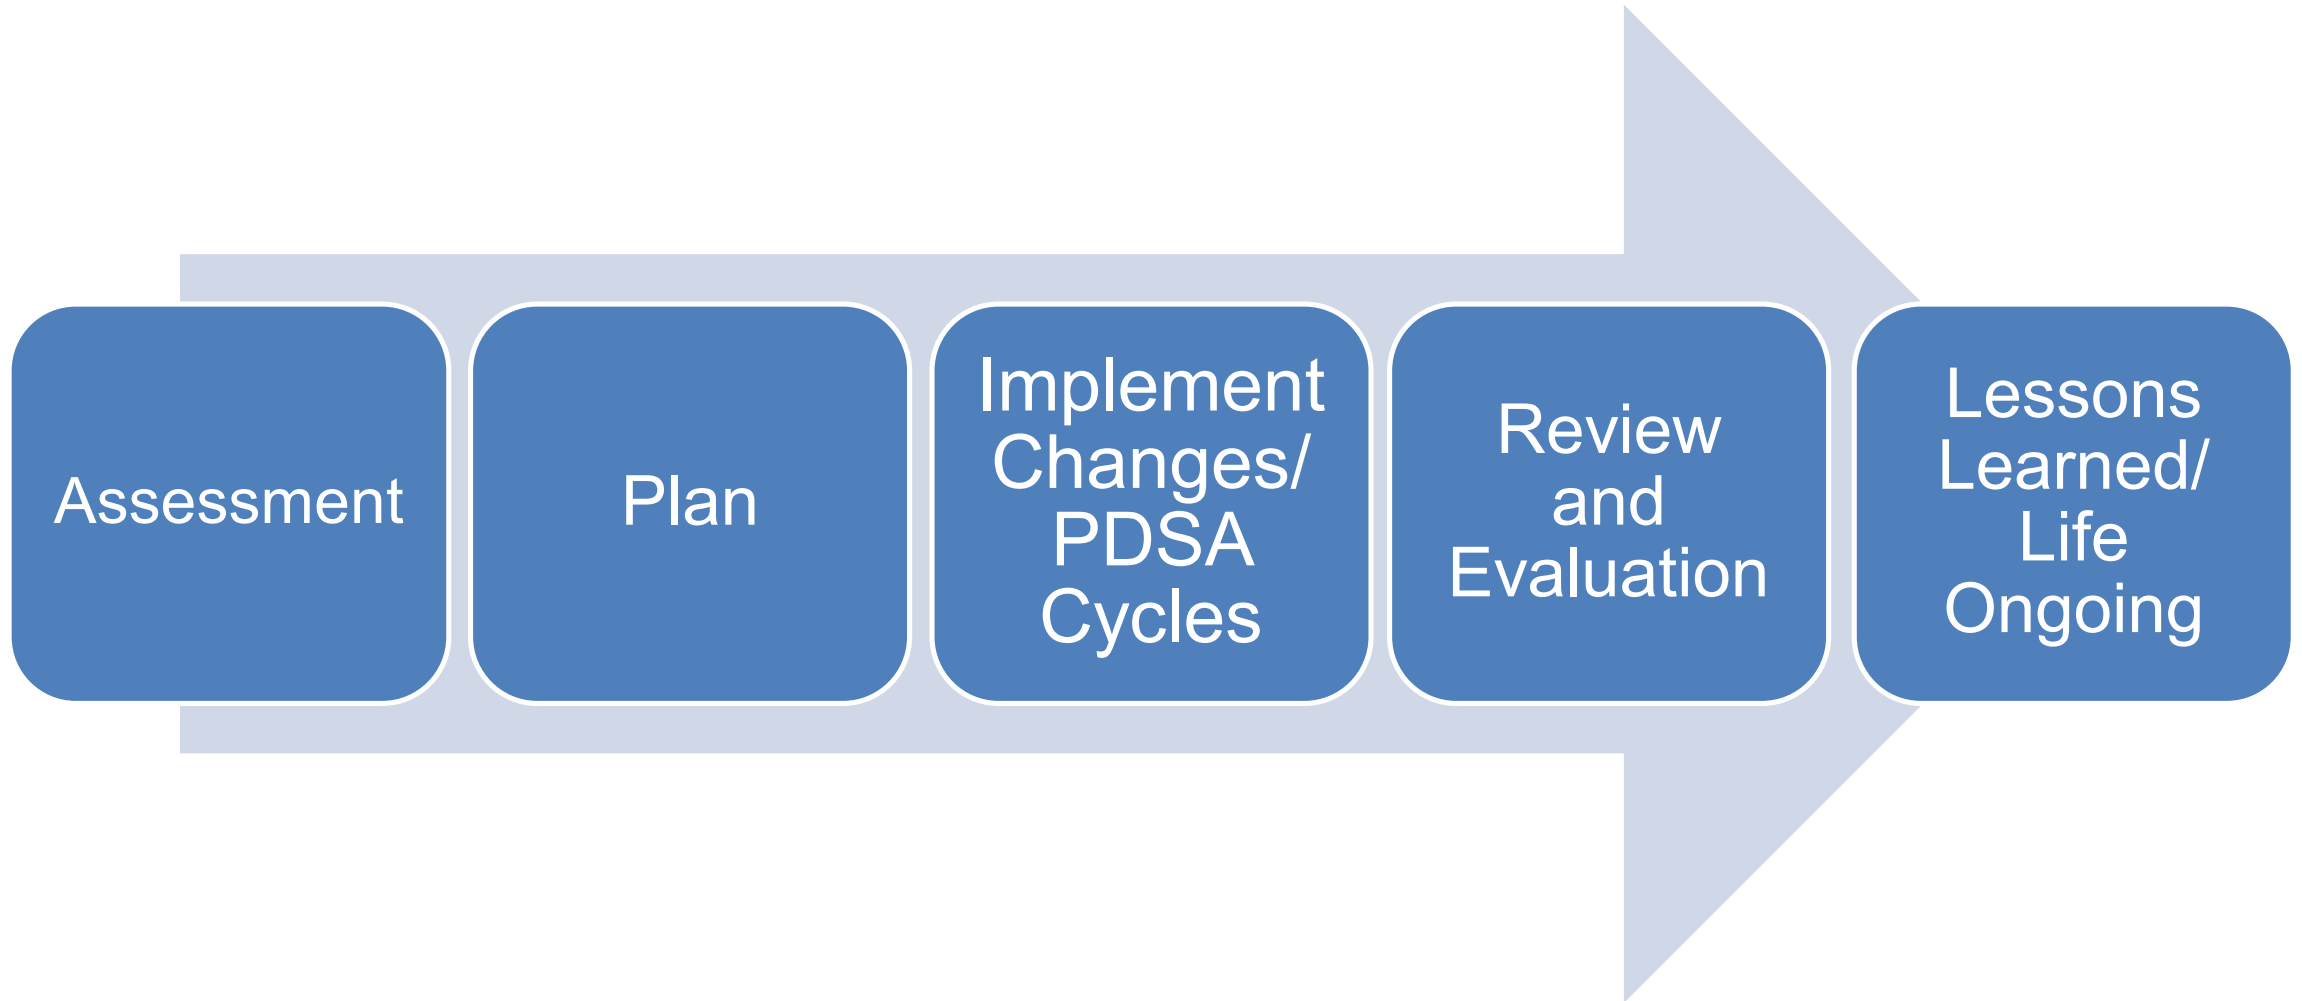 Assessment
Plan
Implement
Changes/
PDSA
Cycles
Review
and
Evaluation
Lessons
Learned/
Life
Ongoing